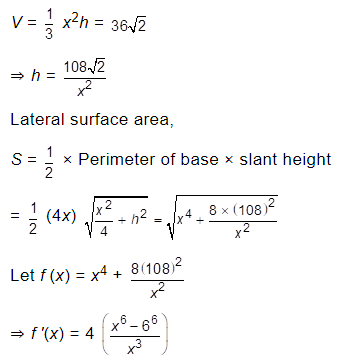 V = 1/3 x²h = 36√2
⇒ h = 108√2/x²
Lateral surface area,
S = 1/2 × Perimeter of base × slant height
= 1/2 (4x) √(x²/4 + h²) = √(x⁴ + 8 × (108)²/x²)
Let f (x) = x⁴ + 8(108)²/x²
⇒ f '(x) = 4 (x⁶ – 6⁶/x³)